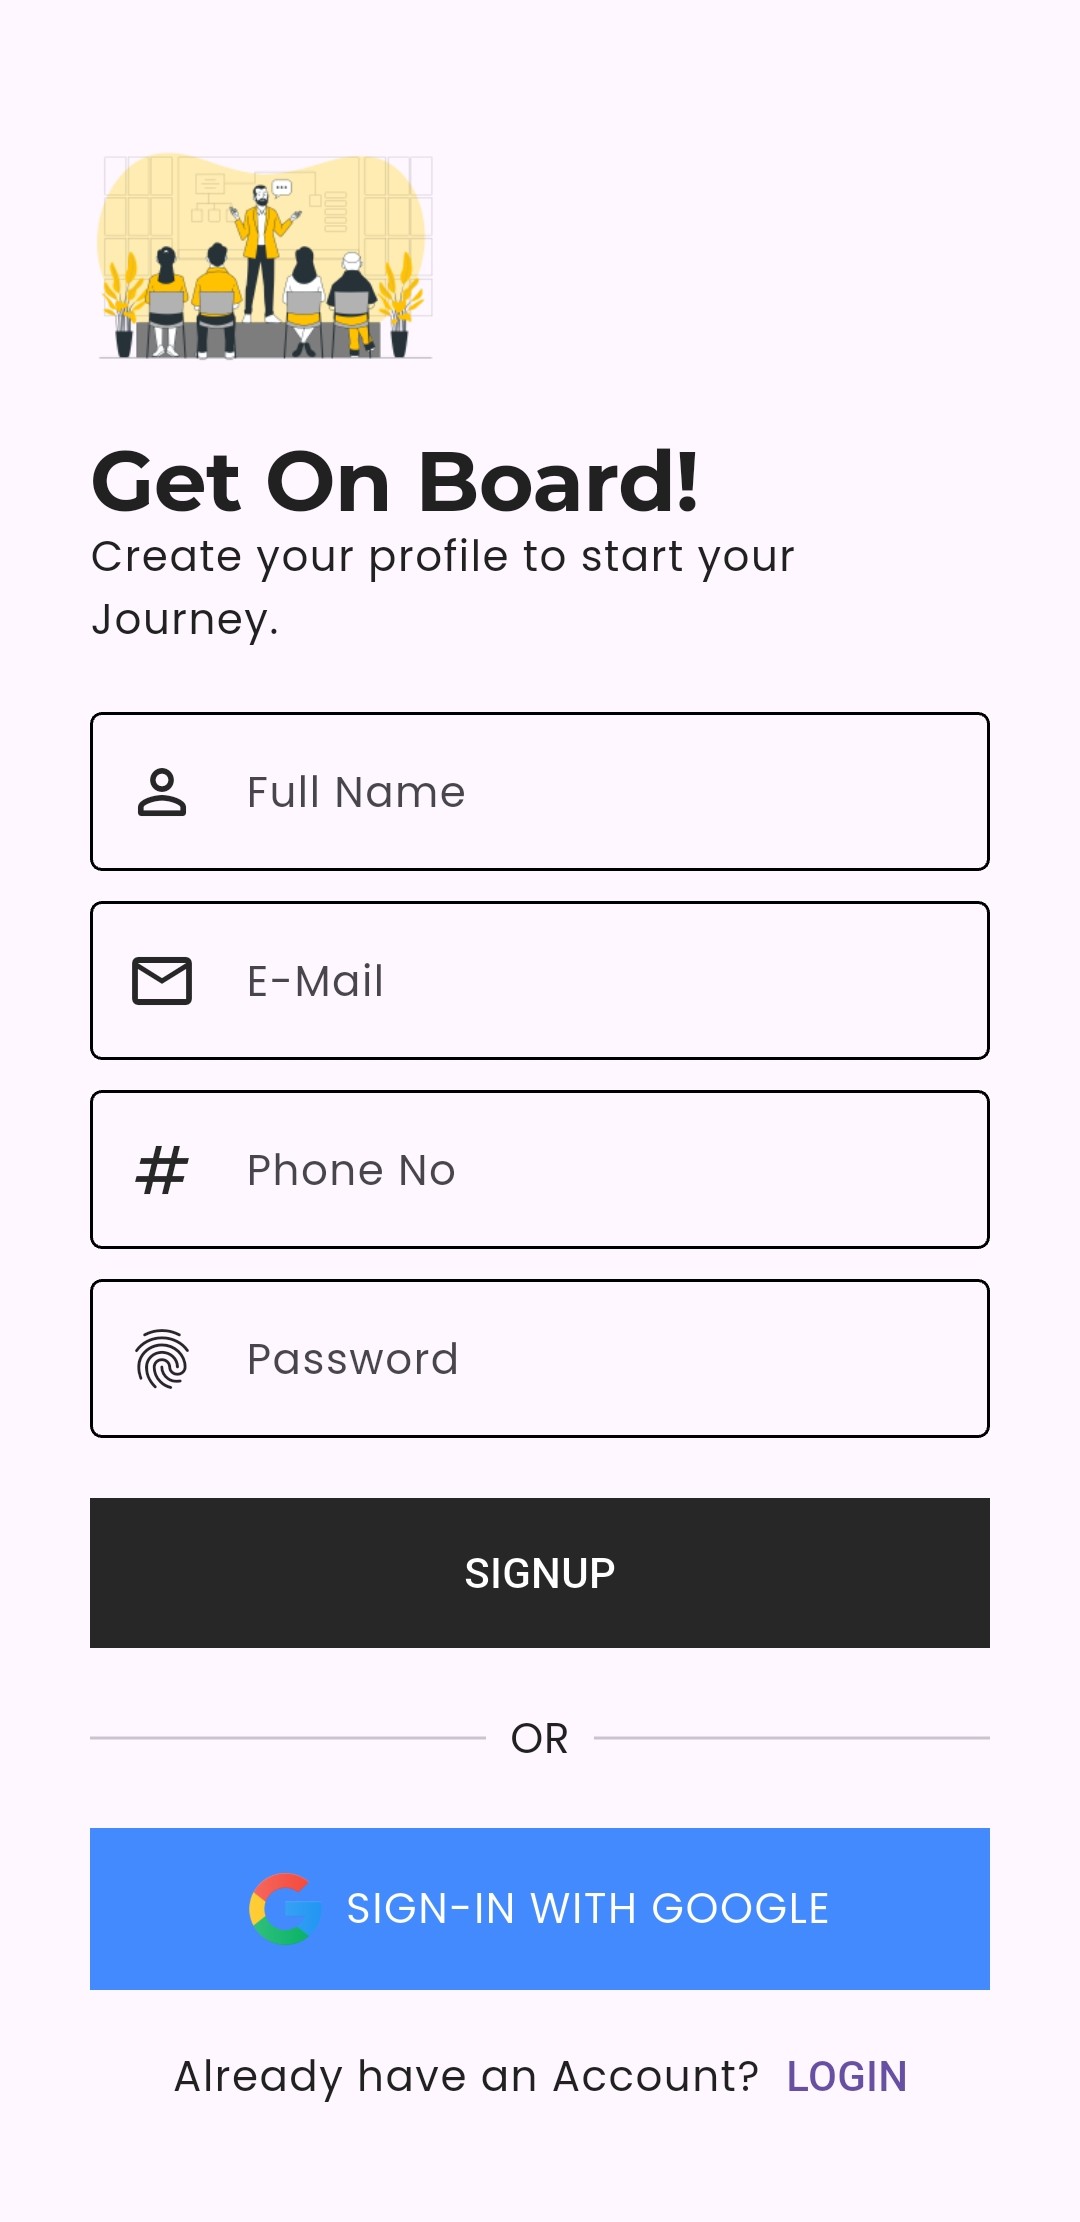 Get On Board!
Create your profile to start your
Journey.
Full Name
E-Mail
# Phone No
Password
SIGNUP
OR
SIGN-IN WITH GOOGLE
Already have an Account? LOGIN